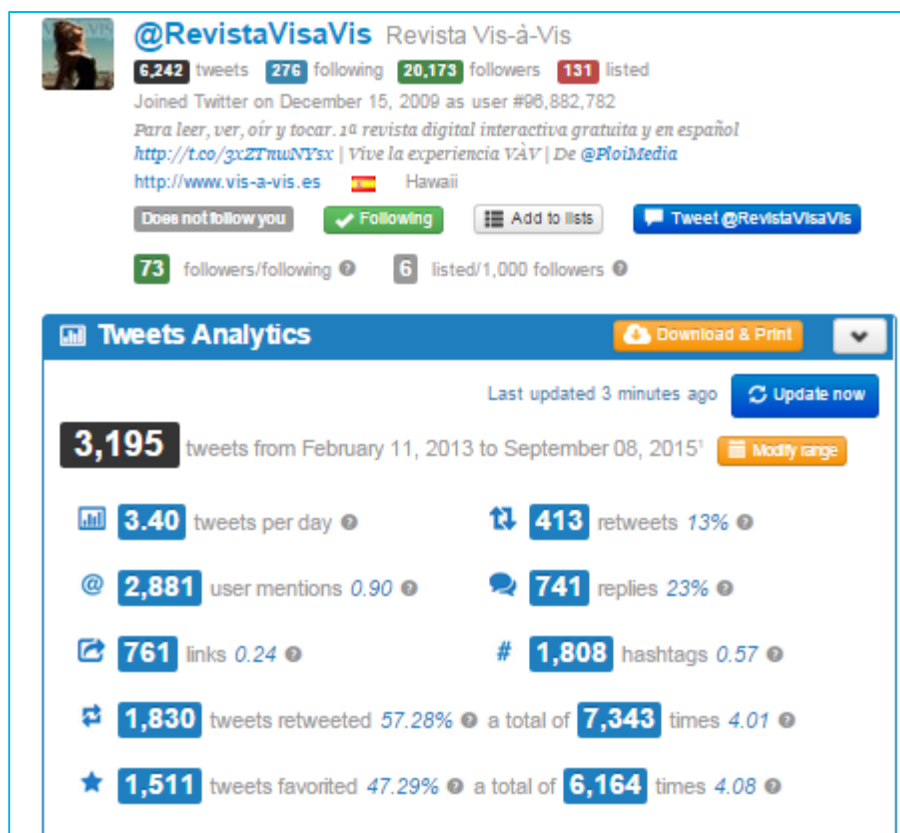 @RevistaVisaVis Revista Vis-à-Vis
6,242 tweets 276 following 20,173 followers 131 listed
Joined Twitter on December 15, 2009 as user #96,882,782
Para leer, ver, oír y tocar. 1ª revista digital interactiva gratuita y en español
http://t.co/3xZTnuwNYsx | Vive la experiencia VÀV | De @PloiMedia
http://www.vis-a-vis.es Hawaii
Does not follow you Following Add to lists Tweet @RevistaVisaVis
73 followers/following ? 6 listed/1,000 followers ?
Tweets Analytics Download & Print
Last updated 3 minutes ago Update now
3,195 tweets from February 11, 2013 to September 08, 2015¹ Modify range
3.40 tweets per day ? 413 retweets 13% ?
@ 2,881 user mentions 0.90 ? 741 replies 23% ?
761 links 0.24 ? # 1,808 hashtags 0.57 ?
1,830 tweets retweeted 57.28% ? a total of 7,343 times 4.01 ?
1,511 tweets favorited 47.29% ? a total of 6,164 times 4.08 ?